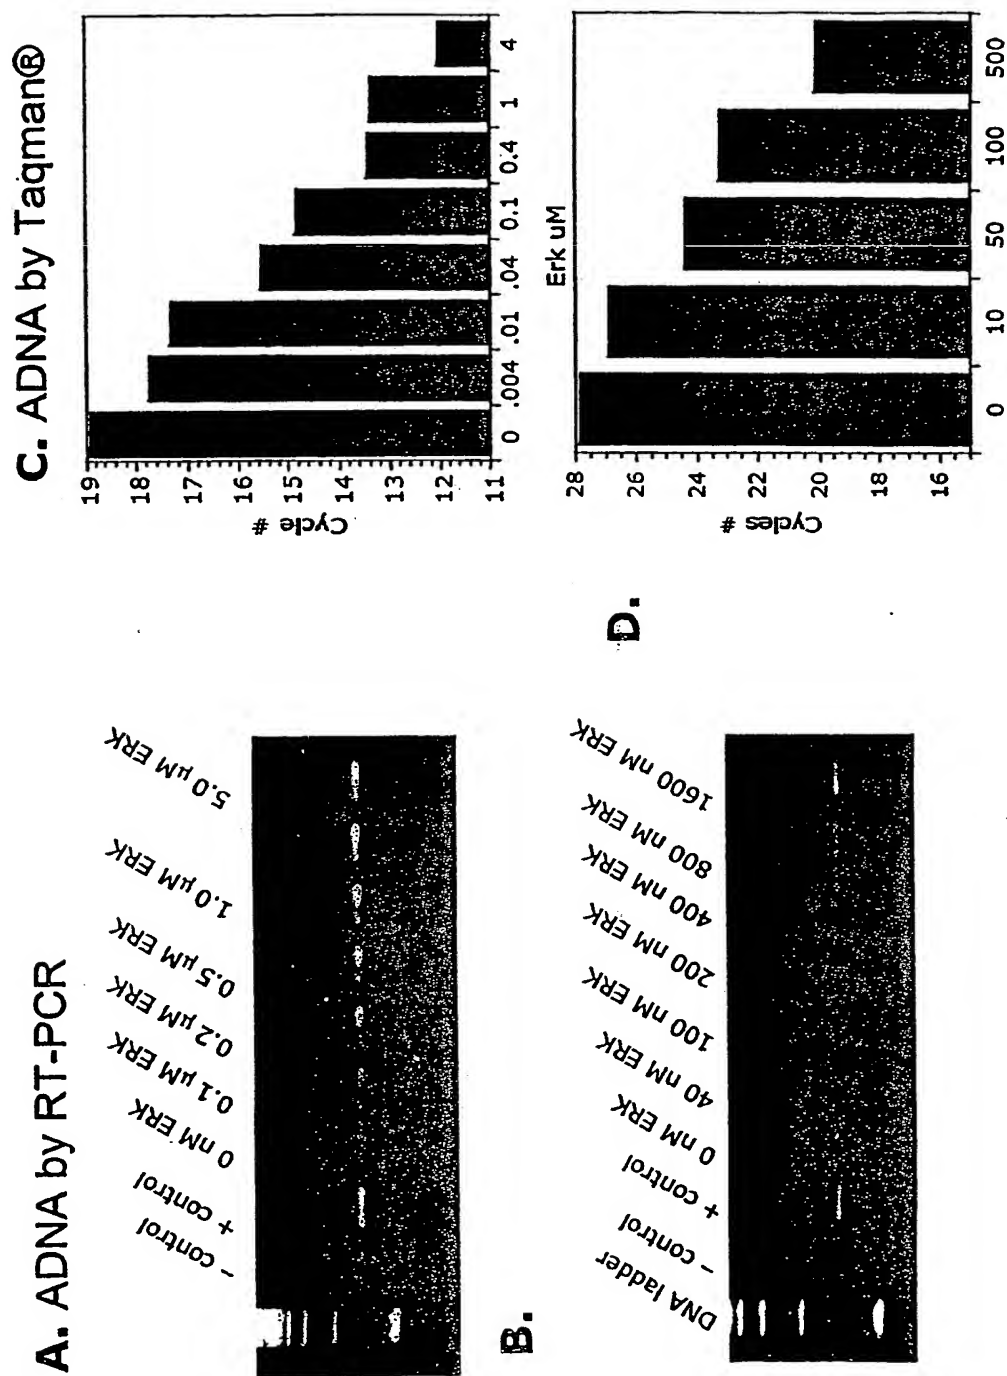 A. ADNA by RT-PCR
– control
+ control
0 nM ERK
0.1 µM ERK
0.2 µM ERK
0.5 µM ERK
1.0 µM ERK
5.0 µM ERK
B.
DNA ladder
– control
+ control
0 nM ERK
40 nM ERK
100 nM ERK
200 nM ERK
400 nM ERK
800 nM ERK
1600 nM ERK
C. ADNA by Taqman®
Cycle #
19
18
17
16
15
14
13
12
11
0 .004 .01 .04 0.1 0.4 1 4
Erk uM
D.
Cycles #
28
26
24
22
20
18
16
0 10 50 100 500